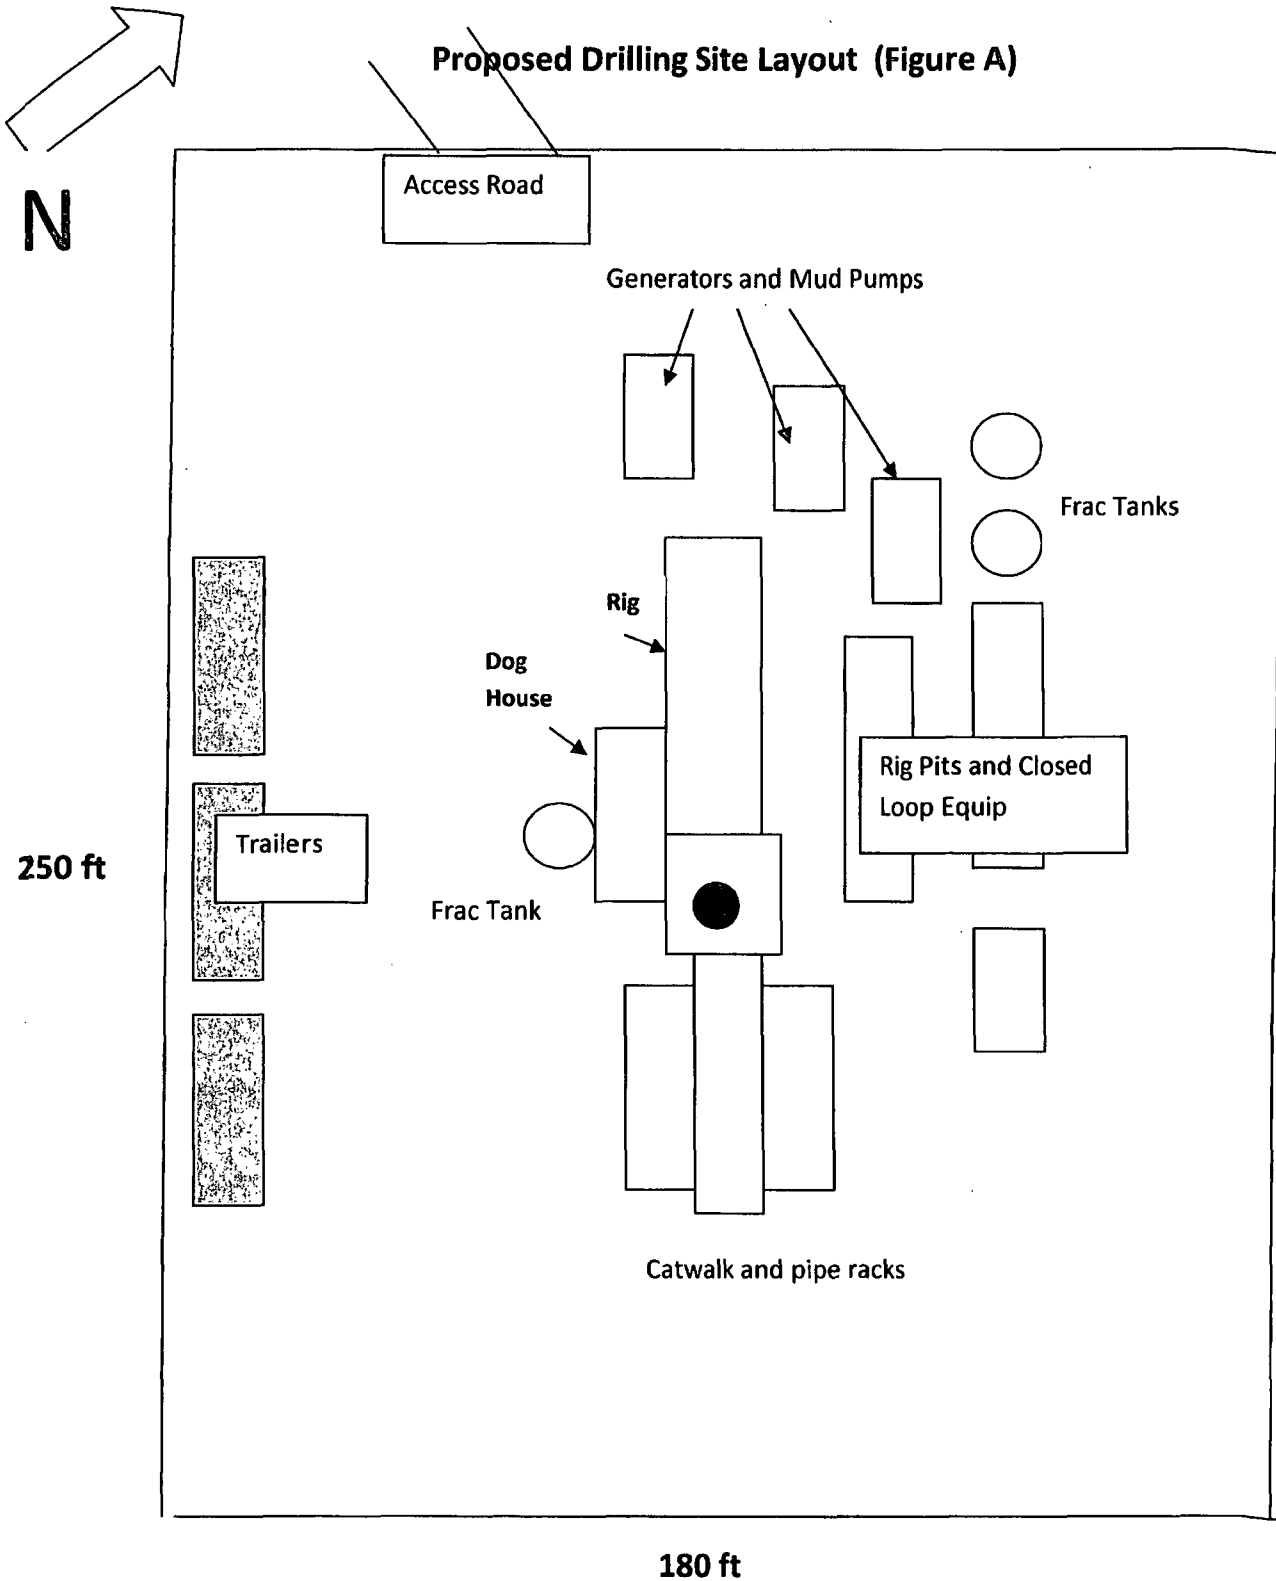 Proposed Drilling Site Layout (Figure A)
N
Access Road
Generators and Mud Pumps
Frac Tanks
Rig
Dog
House
Rig Pits and Closed
Loop Equip
Trailers
250 ft
Frac Tank
Catwalk and pipe racks
180 ft